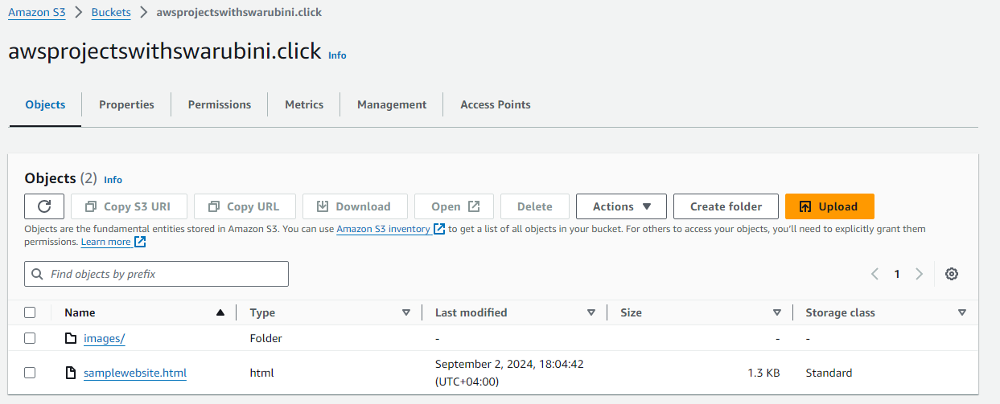 Amazon S3 > Buckets > awsprojectswithswarubini.click
awsprojectswithswarubini.click Info
Objects Properties Permissions Metrics Management Access Points
Objects (2) Info
Copy S3 URI Copy URL Download Open Delete Actions Create folder Upload
Objects are the fundamental entities stored in Amazon S3. You can use Amazon S3 inventory to get a list of all objects in your bucket. For others to access your objects, you'll need to explicitly grant them
permissions. Learn more
Find objects by prefix 1
Name Type Last modified Size Storage class
images/ Folder - - -
samplewebsite.html html September 2, 2024, 18:04:42 (UTC+04:00) 1.3 KB Standard